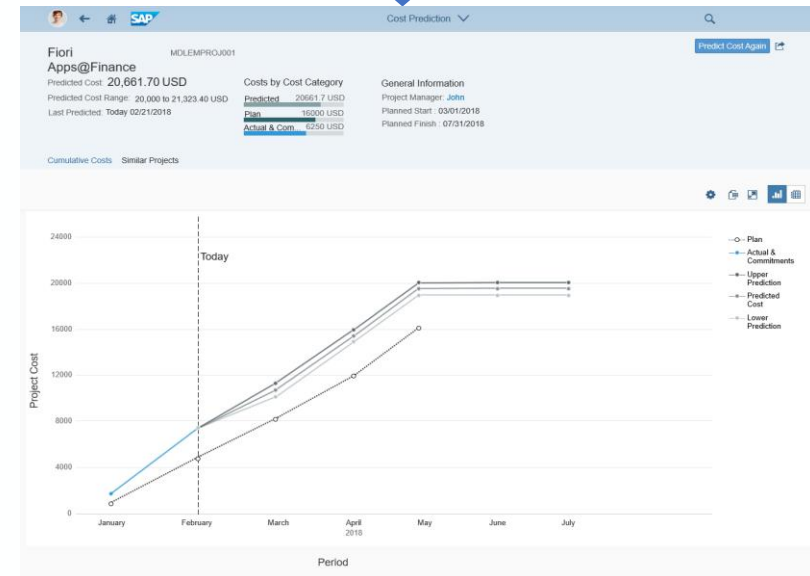 SAP
Cost Prediction
Fiori
Apps@Finance
MDLEMPROJ001
Predict Cost Again
Predicted Cost: 20,661.70 USD
Predicted Cost Range: 20,000 to 21,323.40 USD
Last Predicted: Today 02/21/2018
Costs by Cost Category
Predicted 20661.7 USD
Plan 16000 USD
Actual & Com... 6250 USD
General Information
Project Manager: John
Planned Start : 03/01/2018
Planned Finish : 07/31/2018
Cumulative Costs Similar Projects
24000
20000
16000
12000
8000
4000
0
Project Cost
Today
January February March April May June July
2018
Period
Plan
Actual &
Commitments
Upper
Prediction
Predicted
Cost
Lower
Prediction